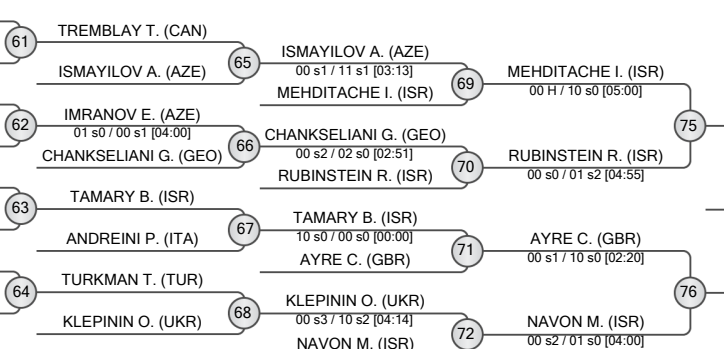 61
TREMBLAY T. (CAN)
ISMAYILOV A. (AZE)
65
ISMAYILOV A. (AZE)
00 s1 / 11 s1 [03:13]
MEHDITACHE I. (ISR)
69
MEHDITACHE I. (ISR)
00 H / 10 s0 [05:00]
62
IMRANOV E. (AZE)
01 s0 / 00 s1 [04:00]
CHANKSELIANI G. (GEO)
66
CHANKSELIANI G. (GEO)
00 s2 / 02 s0 [02:51]
RUBINSTEIN R. (ISR)
70
RUBINSTEIN R. (ISR)
00 s0 / 01 s2 [04:55]
75
63
TAMARY B. (ISR)
ANDREINI P. (ITA)
67
TAMARY B. (ISR)
10 s0 / 00 s0 [00:00]
AYRE C. (GBR)
71
AYRE C. (GBR)
00 s1 / 10 s0 [02:20]
64
TURKMAN T. (TUR)
KLEPININ O. (UKR)
68
KLEPININ O. (UKR)
00 s3 / 10 s2 [04:14]
NAVON M. (ISR)
72
NAVON M. (ISR)
00 s2 / 01 s0 [04:00]
76